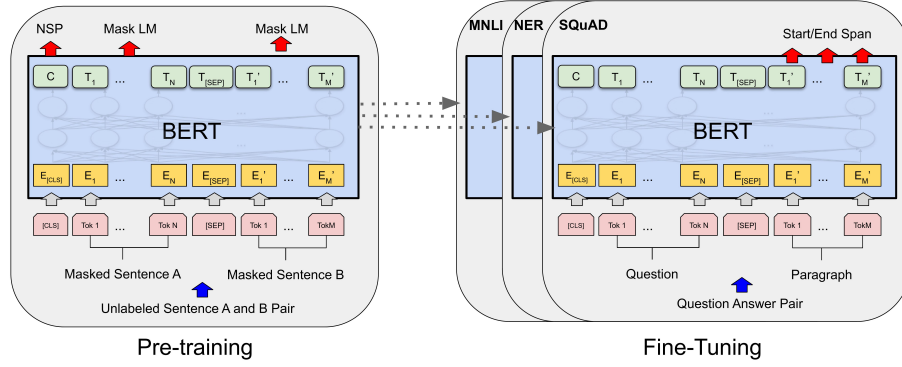 NSP Mask LM Mask LM
C T1 ... TN T[SEP] T1' ... TM'
BERT
E[CLS] E1 ... EN E[SEP] E1' ... EM'
[CLS] Tok 1 ... Tok N [SEP] Tok 1 ... TokM
Masked Sentence A Masked Sentence B
Unlabeled Sentence A and B Pair
Pre-training
MNLI NER SQuAD
Start/End Span
C T1 ... TN T[SEP] T1' ... TM'
BERT
E[CLS] E1 ... EN E[SEP] E1' ... EM'
[CLS] Tok 1 ... Tok N [SEP] Tok 1 ... TokM
Question Paragraph
Question Answer Pair
Fine-Tuning